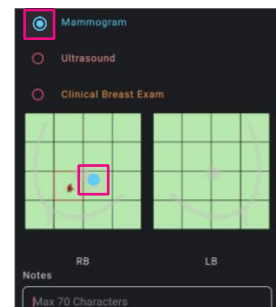 Mammogram
Ultrasound
Clinical Breast Exam
RB LB
Notes
Max 70 Characters